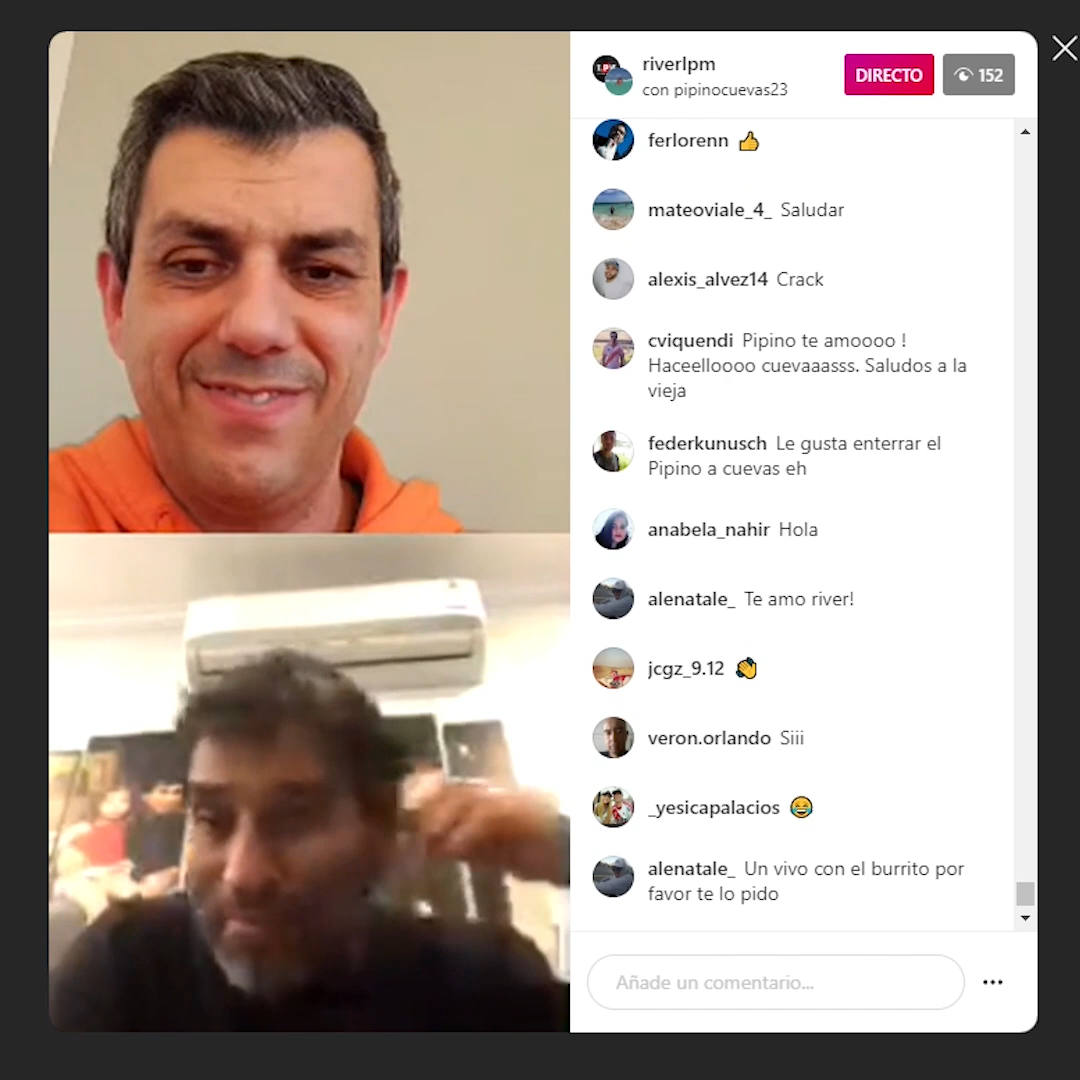 riverlpm
con pipinocuevas23
DIRECTO
152
ferlorenn 👍
mateoviale_4_ Saludar
alexis_alvez14 Crack
cviquendi Pipino te amoooo !
Haceelloooo cuevaaasss. Saludos a la
vieja
federkunusch Le gusta enterrar el
Pipino a cuevas eh
anabela_nahir Hola
alenatale_ Te amo river!
jcgz_9.12 👏
veron.orlando Siii
_yesicapalacios 😂
alenatale_ Un vivo con el burrito por
favor te lo pido
Añade un comentario...